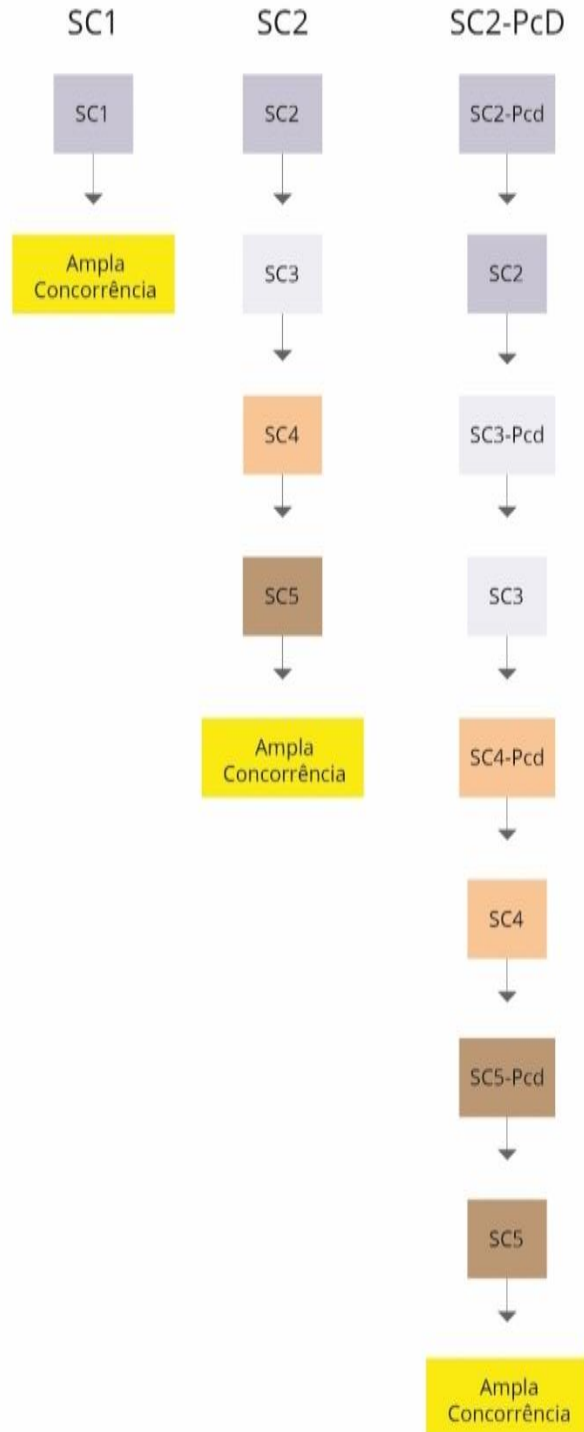 SC1
SC2
SC2-PcD
SC1
Ampla
Concorrência
SC2
SC3
SC4
SC5
Ampla
Concorrência
SC2-Pcd
SC2
SC3-Pcd
SC3
SC4-Pcd
SC4
SC5-Pcd
SC5
Ampla
Concorrência